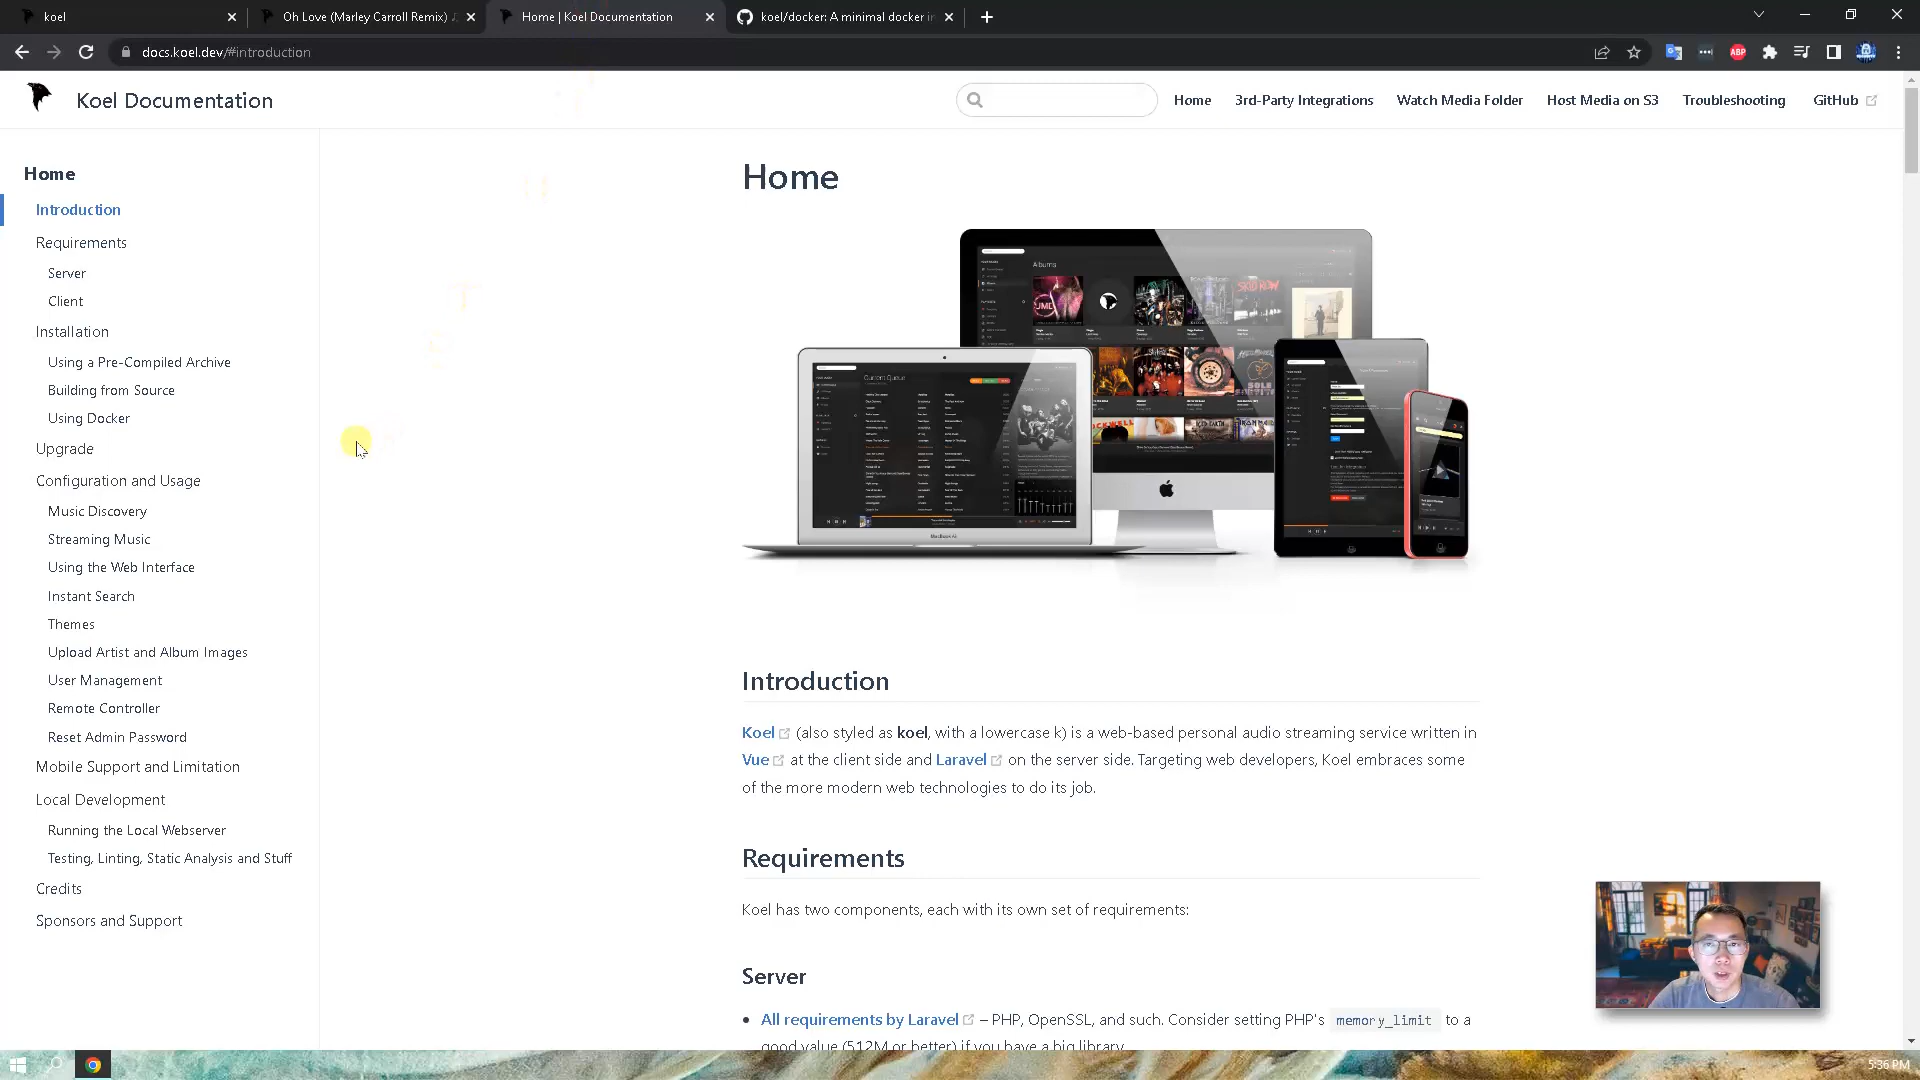 koel
Oh Love (Marley Carroll Remix)
Home | Koel Documentation
koel/docker: A minimal docker i
docs.koel.dev/#introduction
ABP
Koel Documentation
Home
3rd-Party Integrations
Watch Media Folder
Host Media on S3
Troubleshooting
GitHub
Home
Introduction
Requirements
Server
Client
Installation
Using a Pre-Compiled Archive
Building from Source
Using Docker
Upgrade
Configuration and Usage
Music Discovery
Streaming Music
Using the Web Interface
Instant Search
Themes
Upload Artist and Album Images
User Management
Remote Controller
Reset Admin Password
Mobile Support and Limitation
Local Development
Running the Local Webserver
Testing, Linting, Static Analysis and Stuff
Credits
Sponsors and Support
Home
Albums
SKID ROW
Current Queue
MacBook Air
Introduction
Koel (also styled as koel, with a lowercase k) is a web-based personal audio streaming service written in
Vue at the client side and Laravel on the server side. Targeting web developers, Koel embraces some
of the more modern web technologies to do its job.
Requirements
Koel has two components, each with its own set of requirements:
Server
All requirements by Laravel – PHP, OpenSSL, and such. Consider setting PHP's memory_limit to a
good value (512M or better) if you have a big library.
5:36 PM